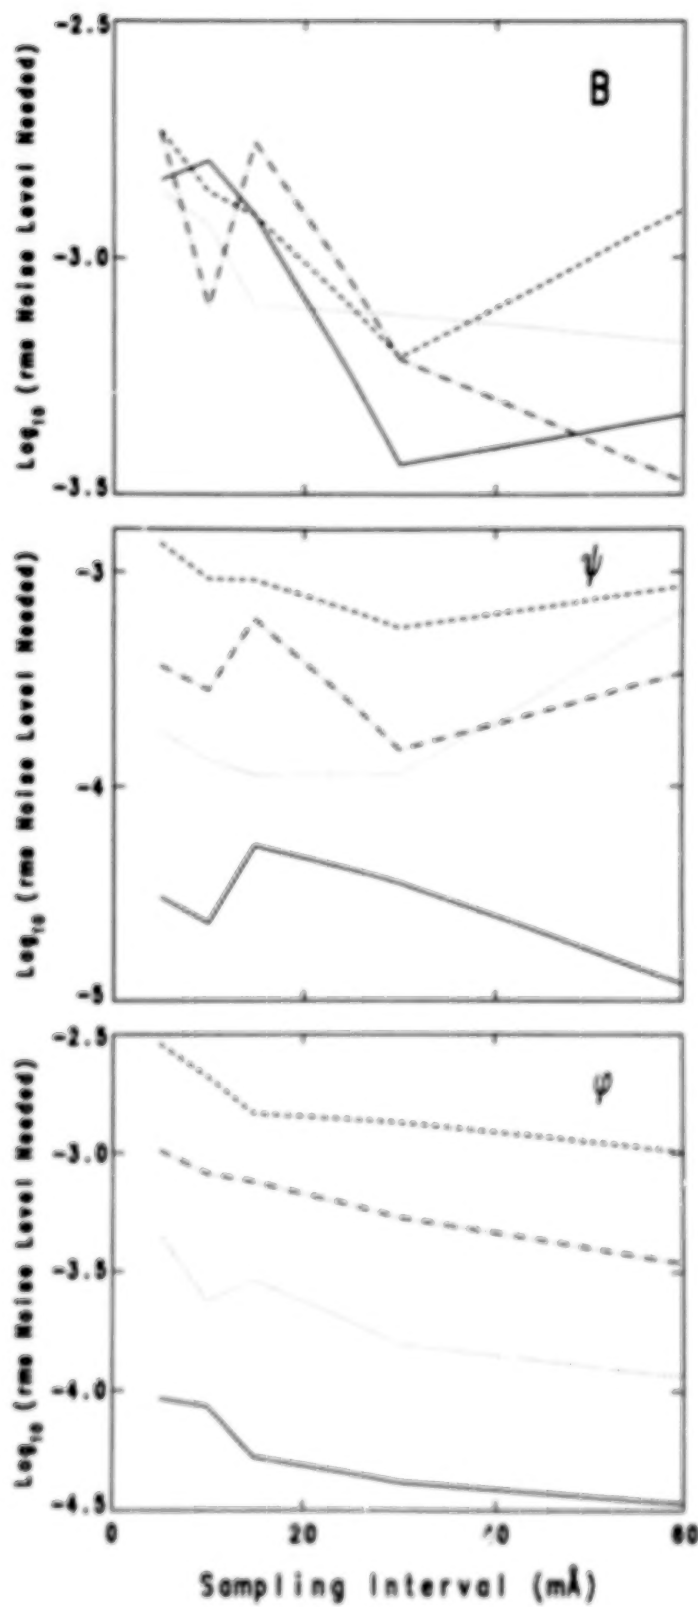 -2.5
B
-3.0
-3.5
Log10 (rms Noise Level Needed)
-3
ψ
-4
-5
Log10 (rms Noise Level Needed)
-2.5
φ
-3.0
-3.5
-4.0
-4.5
Log10 (rms Noise Level Needed)
0 20 40 60
Sampling Interval (mÅ)